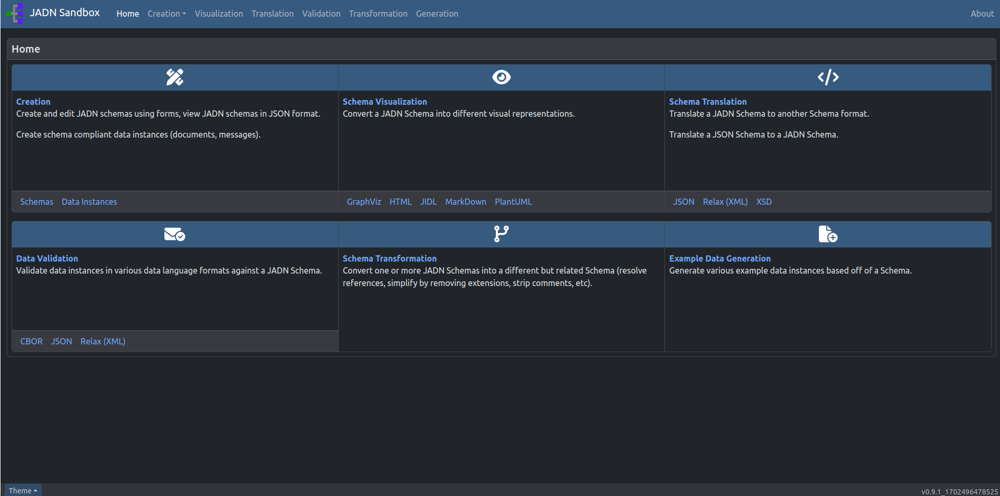 JADN Sandbox Home Creation Visualization Translation Validation Transformation Generation About
Home
Creation
Create and edit JADN schemas using forms, view JADN schemas in JSON format.
Create schema compliant data instances (documents, messages).
Schemas Data Instances
Schema Visualization
Convert a JADN Schema into different visual representations.
GraphViz HTML JIDL MarkDown PlantUML
Schema Translation
Translate a JADN Schema to another Schema format.
Translate a JSON Schema to a JADN Schema.
JSON Relax (XML) XSD
Data Validation
Validate data instances in various data language formats against a JADN Schema.
CBOR JSON Relax (XML)
Schema Transformation
Convert one or more JADN Schemas into a different but related Schema (resolve
references, simplify by removing extensions, strip comments, etc).
Example Data Generation
Generate various example data instances based off of a Schema.
Theme
v0.9.1_1702496478525